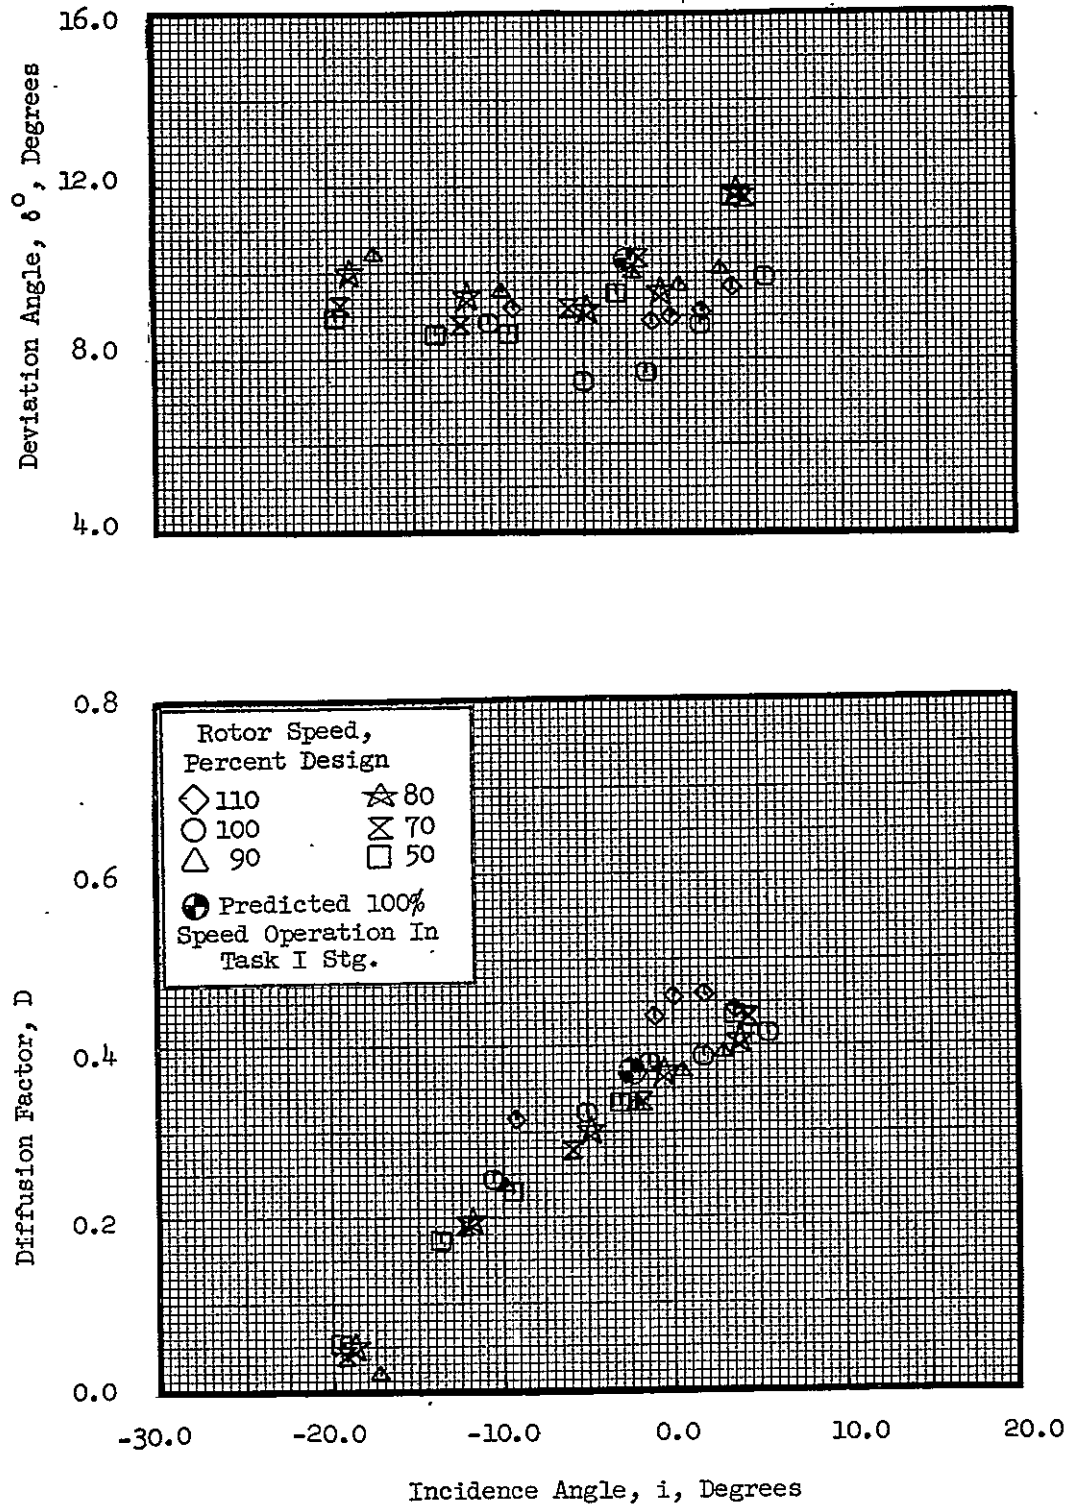 16.0
12.0
8.0
4.0
Deviation Angle, δ°, Degrees
0.8
0.6
0.4
0.2
0.0
Diffusion Factor, D
Rotor Speed,
Percent Design
110
80
100
70
90
50
Predicted 100%
Speed Operation In
Task I Stg.
-30.0
-20.0
-10.0
0.0
10.0
20.0
Incidence Angle, i, Degrees